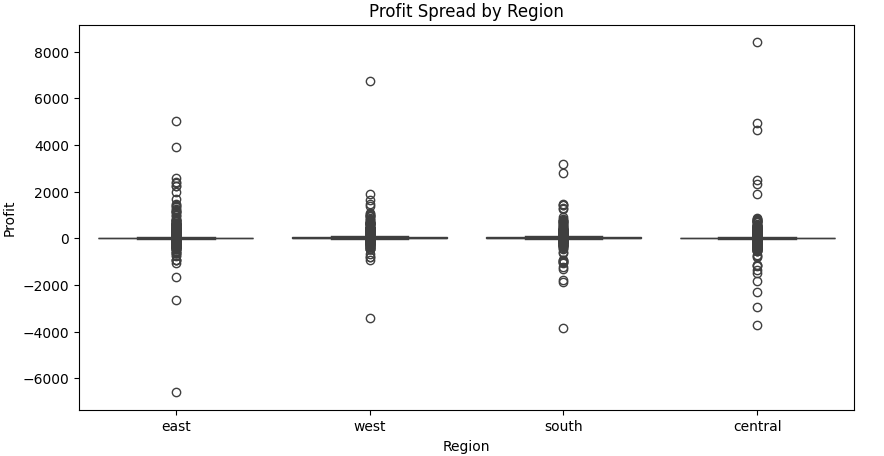 Profit Spread by Region
Profit
8000
6000
4000
2000
0
−2000
−4000
−6000
east west south central
Region